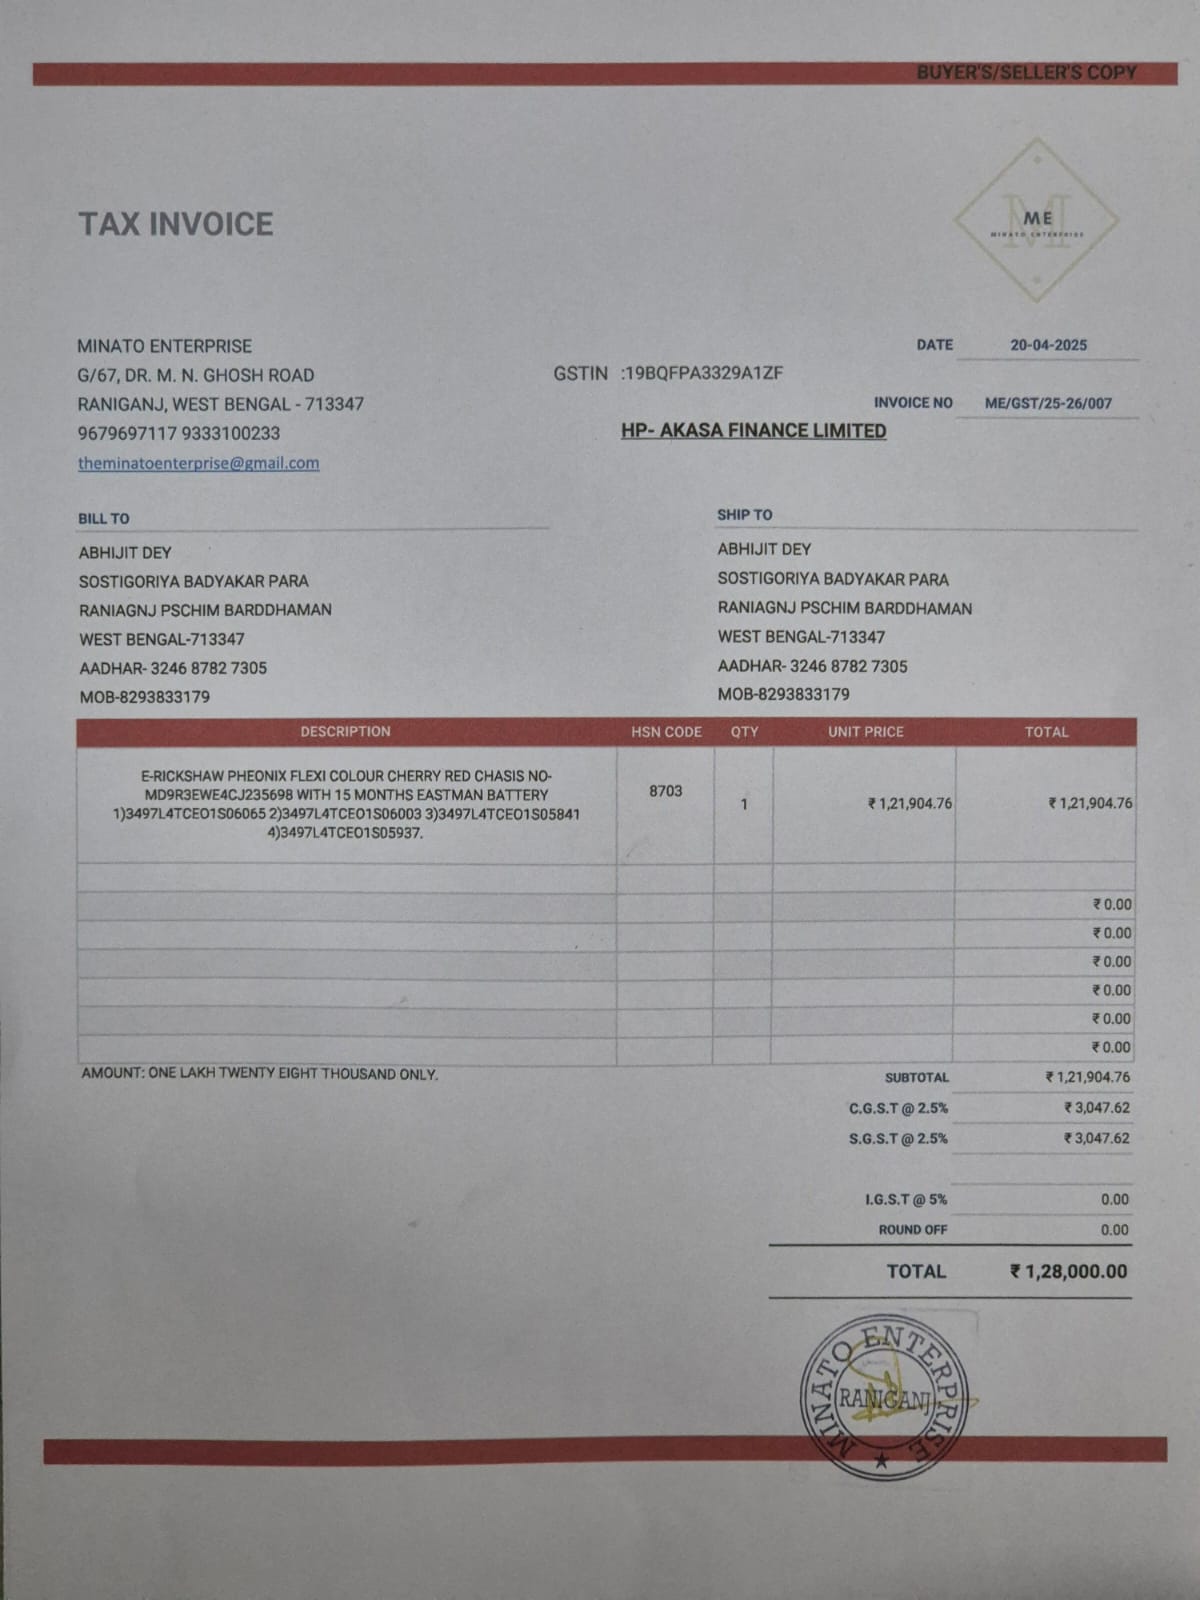 BUYER'S/SELLER'S COPY
ME
MINATO ENTERPRISE
TAX INVOICE
MINATO ENTERPRISE
G/67, DR. M. N. GHOSH ROAD
RANIGANJ, WEST BENGAL - 713347
9679697117 9333100233
theminatoenterprise@gmail.com
GSTIN :19BQFPA3329A1ZF
HP- AKASA FINANCE LIMITED
DATE 20-04-2025
INVOICE NO ME/GST/25-26/007
BILL TO
ABHIJIT DEY
SOSTIGORIYA BADYAKAR PARA
RANIAGNJ PSCHIM BARDDHAMAN
WEST BENGAL-713347
AADHAR- 3246 8782 7305
MOB-8293833179
SHIP TO
ABHIJIT DEY
SOSTIGORIYA BADYAKAR PARA
RANIAGNJ PSCHIM BARDDHAMAN
WEST BENGAL-713347
AADHAR- 3246 8782 7305
MOB-8293833179
DESCRIPTION HSN CODE QTY UNIT PRICE TOTAL
E-RICKSHAW PHEONIX FLEXI COLOUR CHERRY RED CHASIS NO-
MD9R3EWE4CJ235698 WITH 15 MONTHS EASTMAN BATTERY
1)3497L4TCEO1S06065 2)3497L4TCEO1S06003 3)3497L4TCEO1S05841
4)3497L4TCEO1S05937.
8703 1 ₹ 1,21,904.76 ₹ 1,21,904.76
₹ 0.00
₹ 0.00
₹ 0.00
₹ 0.00
₹ 0.00
₹ 0.00
AMOUNT: ONE LAKH TWENTY EIGHT THOUSAND ONLY.
SUBTOTAL ₹ 1,21,904.76
C.G.S.T @ 2.5% ₹ 3,047.62
S.G.S.T @ 2.5% ₹ 3,047.62
I.G.S.T @ 5% 0.00
ROUND OFF 0.00
TOTAL ₹ 1,28,000.00
MINATO ENTERPRISE
RANIGANJ